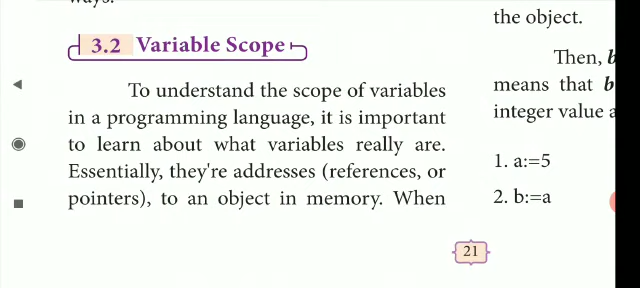 3.2 Variable Scope
To understand the scope of variables
in a programming language, it is important
to learn about what variables really are.
Essentially, they're addresses (references, or
pointers), to an object in memory. When
the object.
Then, b
means that b
integer value a
1. a:=5
2. b:=a
21